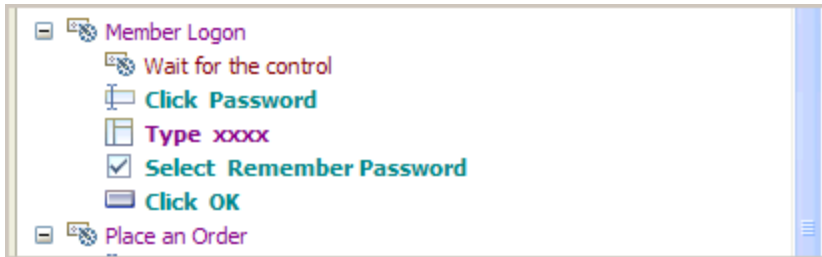 Member Logon
Wait for the control
Click Password
Type xxxx
Select Remember Password
Click OK
Place an Order